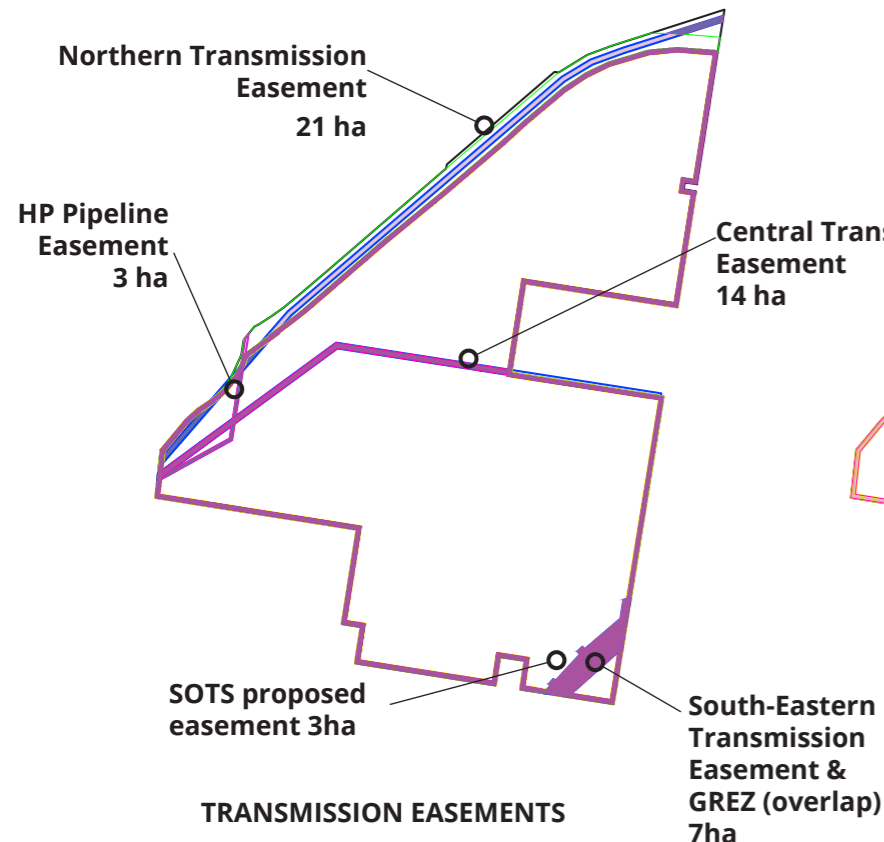 Northern Transmission
Easement
21 ha
HP Pipeline
Easement
3 ha
Central Trans
Easement
14 ha
SOTS proposed
easement 3ha
South-Eastern
Transmission
Easement &
GREZ (overlap)
7ha
TRANSMISSION EASEMENTS